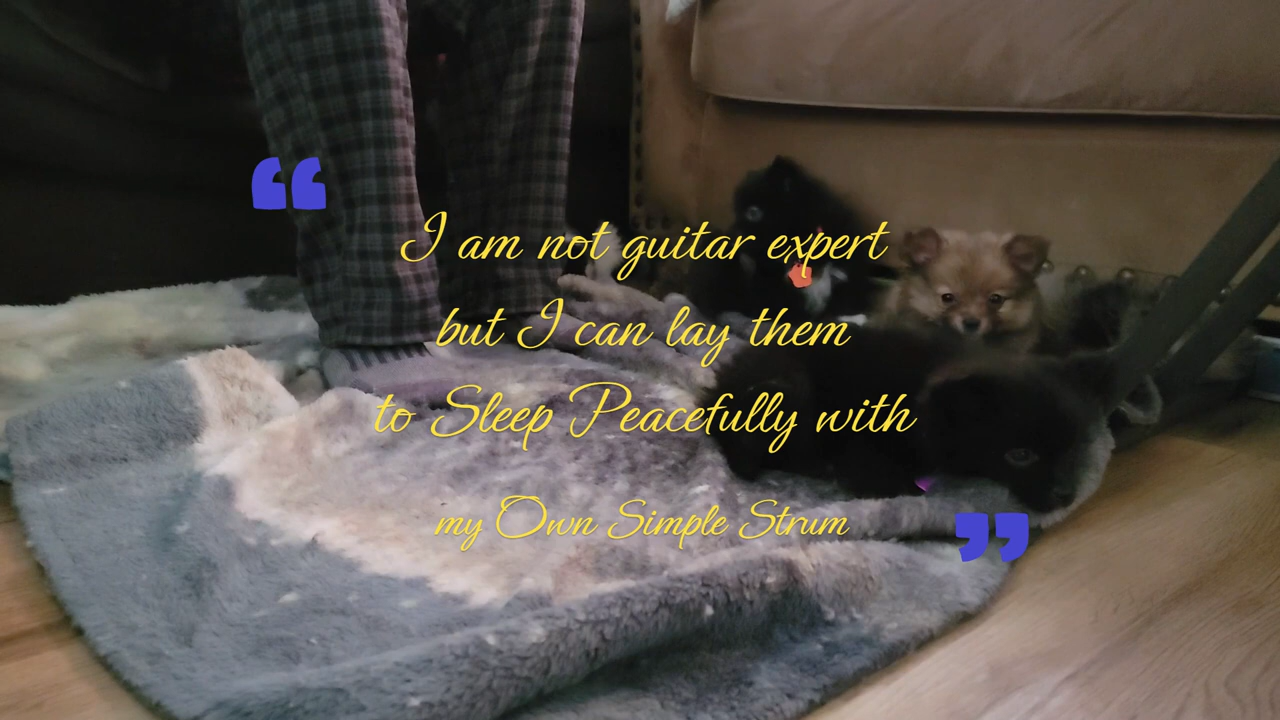 “
I am not guitar expert
but I can lay them
to Sleep Peacefully with
my Own Simple Strum
”